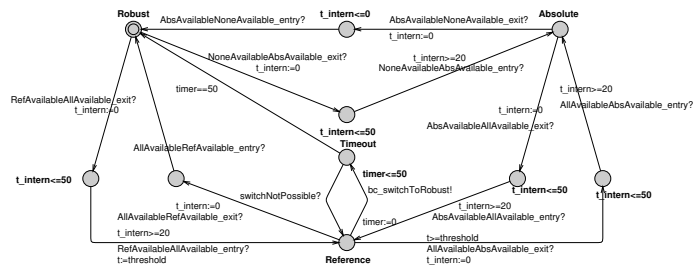 Robust
AbsAvailableNoneAvailable_entry?
t_intern<=0
AbsAvailableNoneAvailable_exit?
Absolute
t_intern:=0
NoneAvailableAbsAvailable_exit?
t_intern:=0
t_intern>=20
NoneAvailableAbsAvailable_entry?
timer==50
t_intern>=20
AllAvailableAbsAvailable_entry?
RefAvailableAllAvailable_exit?
t_intern:=0
t_intern:=0
AbsAvailableAllAvailable_exit?
t_intern<=50
Timeout
AllAvailableRefAvailable_entry?
timer<=50
t_intern<=50
t_intern<=50
t_intern<=50
switchNotPossible?
bc_switchToRobust!
t_intern:=0
AllAvailableRefAvailable_exit?
timer:=0
t_intern>=20
AbsAvailableAllAvailable_entry?
t_intern>=20
RefAvailableAllAvailable_entry?
t:=threshold
t>=threshold
AllAvailableAbsAvailable_exit?
t_intern:=0
Reference